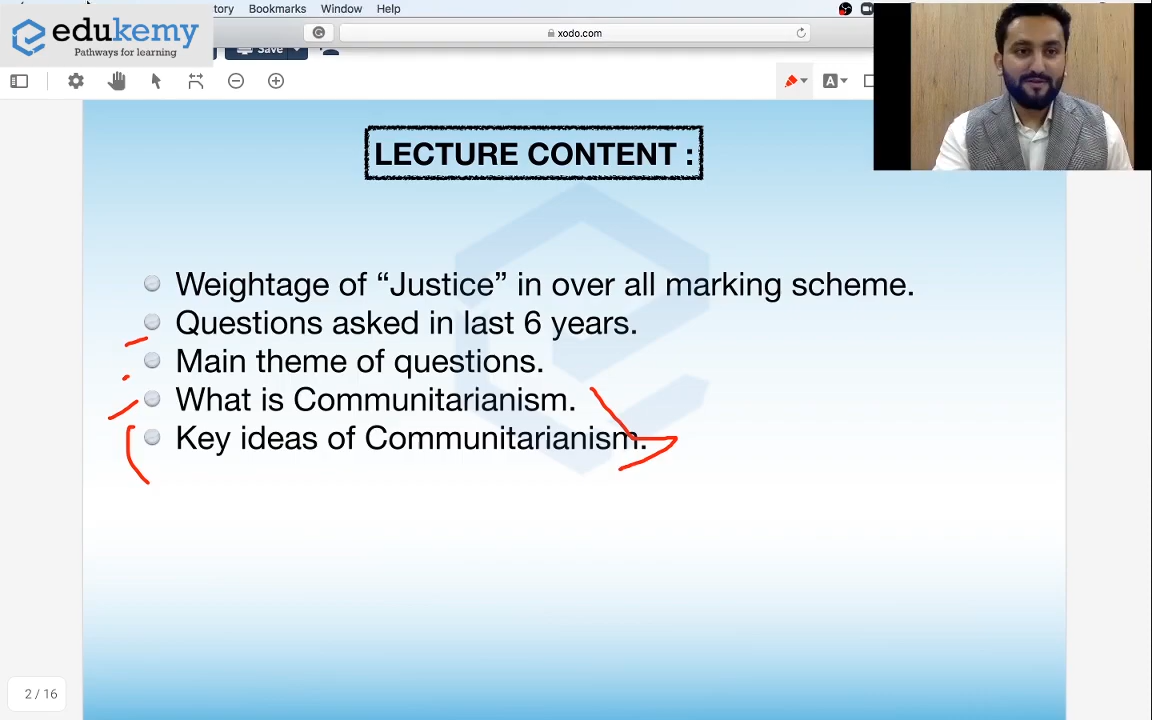 tory Bookmarks Window Help
edukemy
Pathways for learning
xodo.com
Save
A
LECTURE CONTENT :
Weightage of “Justice” in over all marking scheme.
Questions asked in last 6 years.
Main theme of questions.
What is Communitarianism.
Key ideas of Communitarianism.
2 / 16